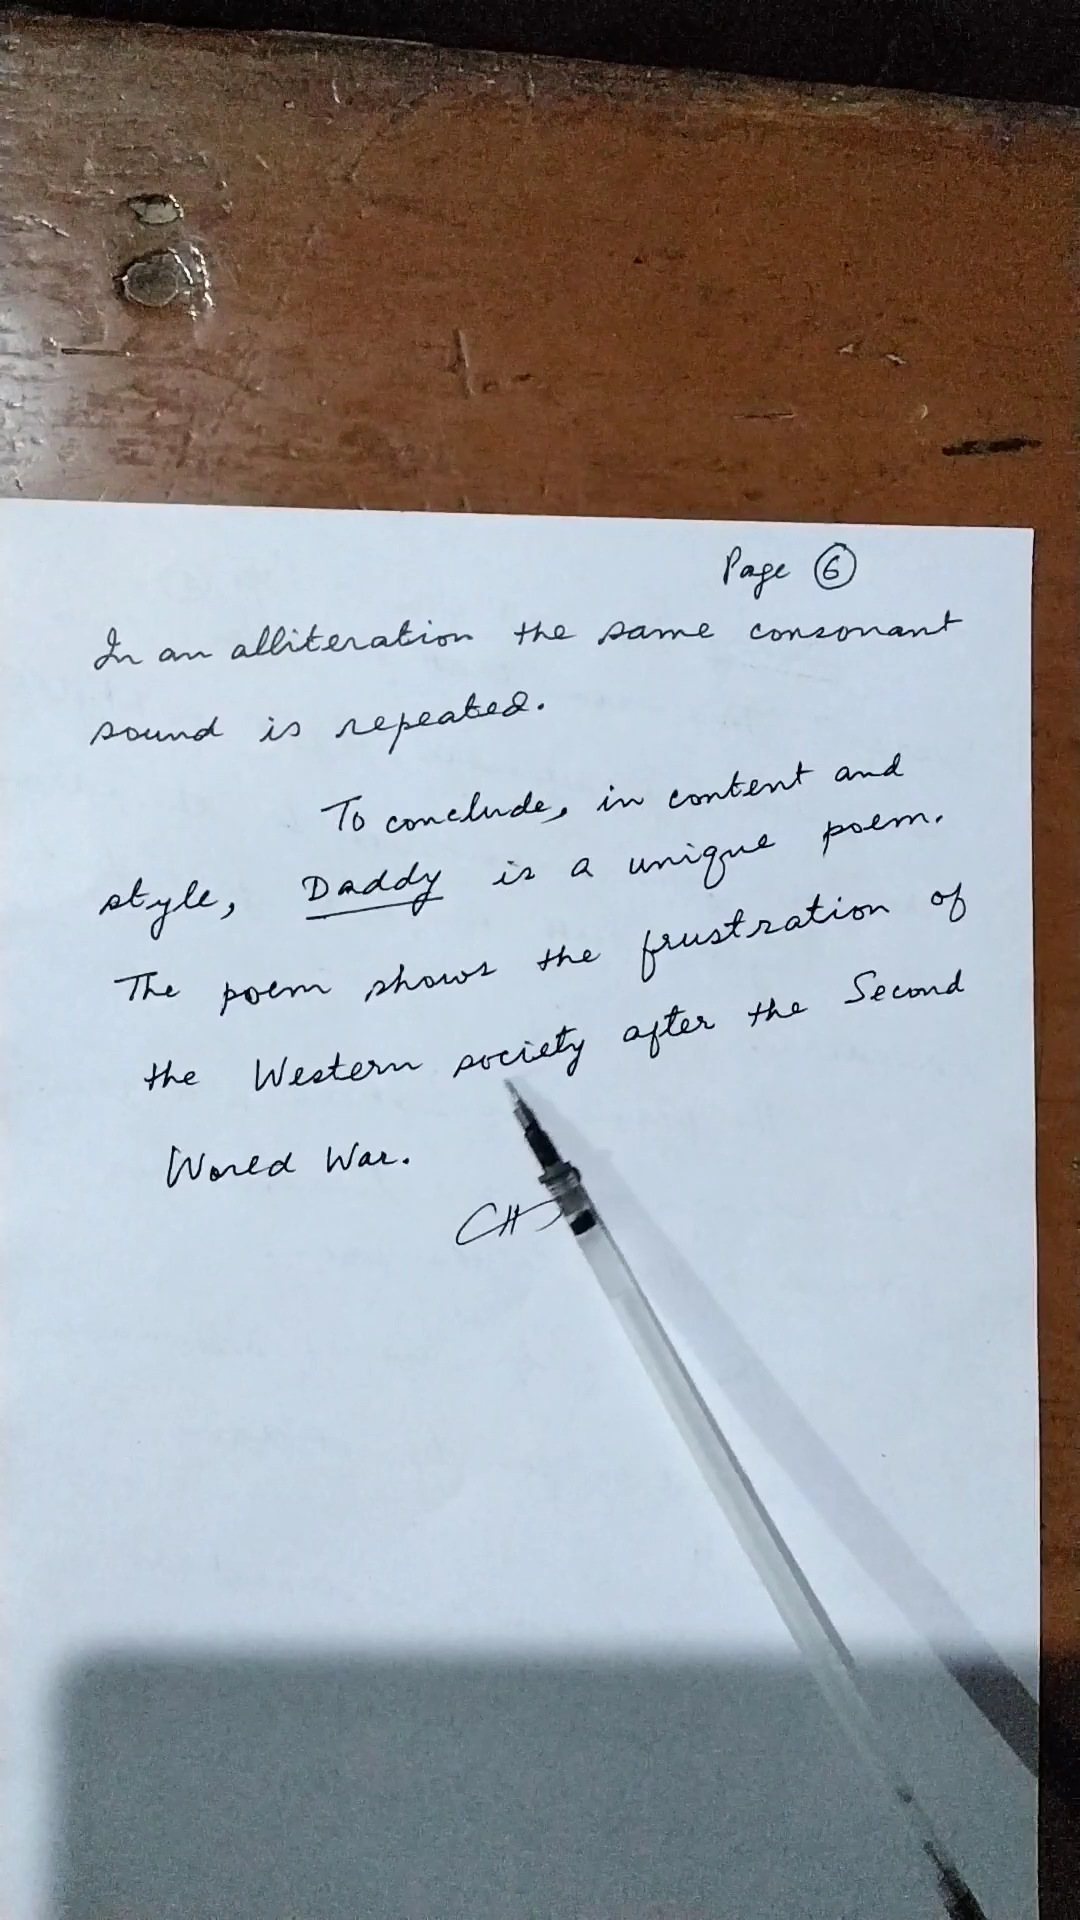 Page 6
In an alliteration the same consonant
sound is repeated.
To conclude, in content and
style, Daddy is a unique poem.
The poem shows the frustration of
the Western society after the Second
World War.